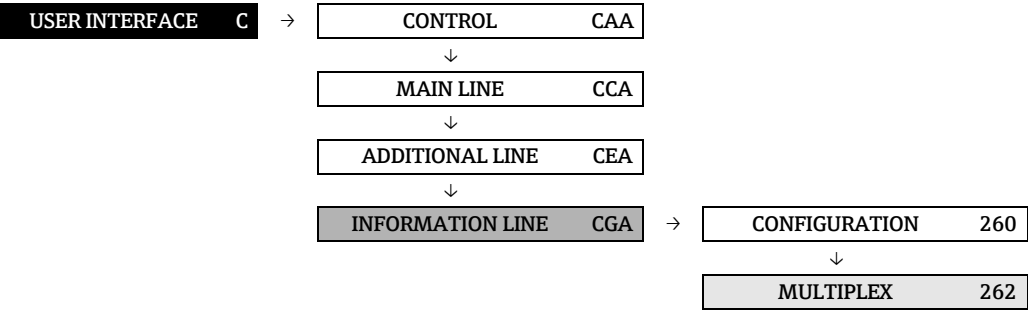 USER INTERFACE C → CONTROL CAA
↓
MAIN LINE CCA
↓
ADDITIONAL LINE CEA
↓
INFORMATION LINE CGA → CONFIGURATION 260
↓
MULTIPLEX 262